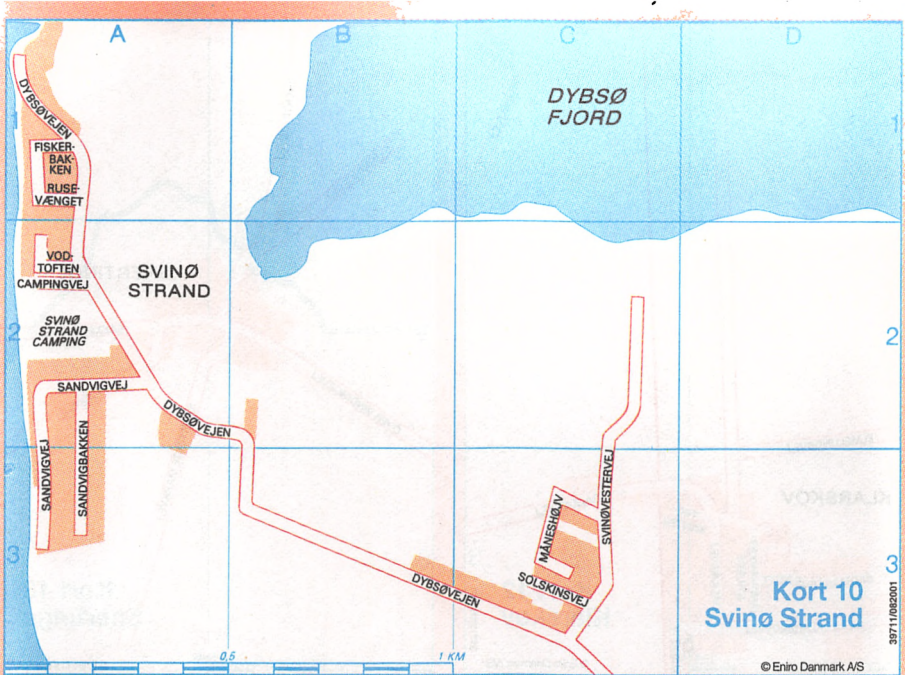 A
B
C
D
DYBSØ
FJORD
DYBSØVEJEN
1
1
FISKER-
BAK-
KEN
RUSE-
VÆNGET
VOD-
TOFTEN
CAMPINGVEJ
SVINØ
STRAND
SVINØ
STRAND
CAMPING
2
2
SANDVIGVEJ
DYBSØVEJEN
SANDVIGVEJ
SANDVIGBAKKEN
SVINØVESTERVEJ
MÅNESHØJV
3
3
DYBSØVEJEN
SOLSKINSVEJ
Kort 10
Svinø Strand
39711/082001
0,5
1 KM
© Eniro Danmark A/S